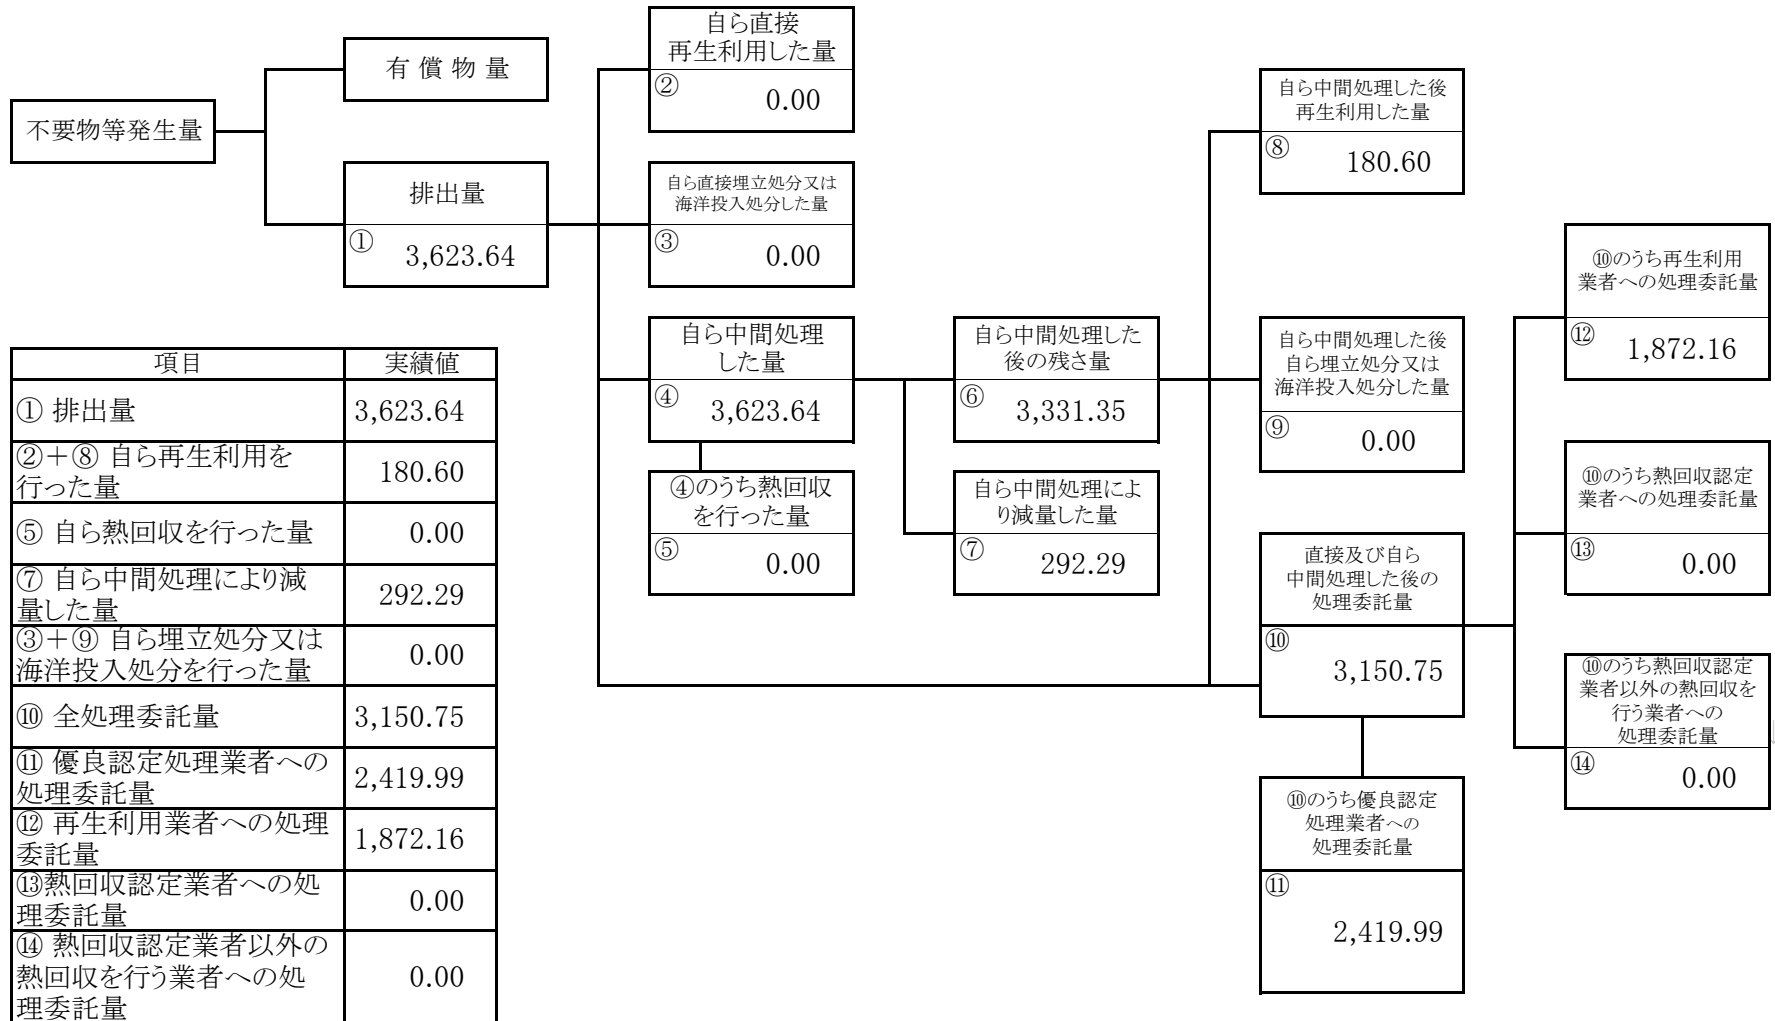 不要物等発生量
有 償 物 量
排出量
①
3,623.64
自ら直接
再生利用した量
②
0.00
自ら直接埋立処分又は
海洋投入処分した量
③
0.00
自ら中間処理
した量
④
3,623.64
④のうち熱回収
を行った量
⑤
0.00
自ら中間処理した
後の残さ量
⑥
3,331.35
自ら中間処理によ
り減量した量
⑦
292.29
自ら中間処理した後
再生利用した量
⑧
180.60
自ら中間処理した後
自ら埋立処分又は
海洋投入処分した量
⑨
0.00
直接及び自ら
中間処理した後の
処理委託量
⑩
3,150.75
⑩のうち優良認定
処理業者への
処理委託量
⑪
2,419.99
⑩のうち再生利用
業者への処理委託量
⑫
1,872.16
⑩のうち熱回収認定
業者への処理委託量
⑬
0.00
⑩のうち熱回収認定
業者以外の熱回収を
行う業者への
処理委託量
⑭
0.00
項目 実績値
① 排出量 3,623.64
②＋⑧ 自ら再生利用を
行った量 180.60
⑤ 自ら熱回収を行った量 0.00
⑦ 自ら中間処理により減
量した量 292.29
③＋⑨ 自ら埋立処分又は
海洋投入処分を行った量 0.00
⑩ 全処理委託量 3,150.75
⑪ 優良認定処理業者への
処理委託量 2,419.99
⑫ 再生利用業者への処理
委託量 1,872.16
⑬熱回収認定業者への処
理委託量 0.00
⑭ 熱回収認定業者以外の
熱回収を行う業者への処
理委託量 0.00